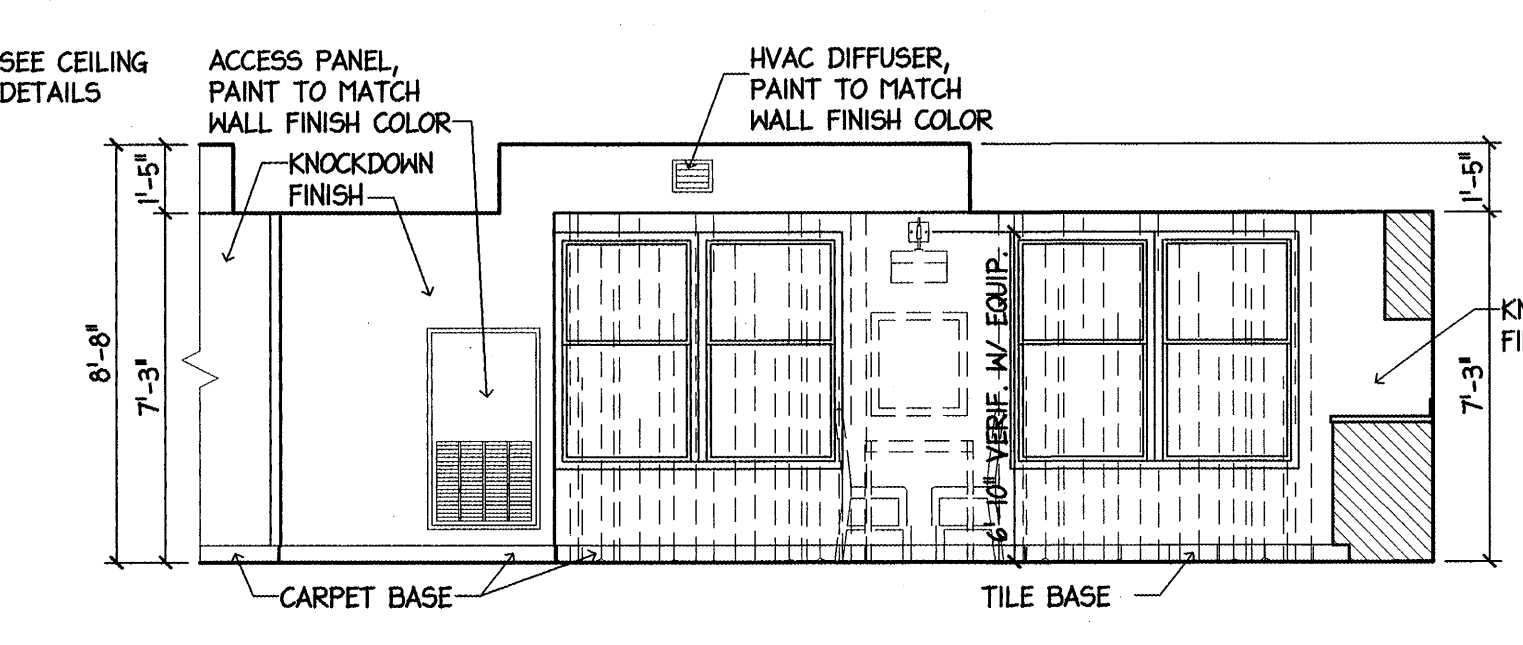 SEE CEILING
DETAILS
ACCESS PANEL,
PAINT TO MATCH
WALL FINISH COLOR
HVAC DIFFUSER,
PAINT TO MATCH
WALL FINISH COLOR
KNOCKDOWN
FINISH
1'-5"
1'-5"
8'-8"
7'-3"
6'-10" VERIF. W/ EQUIP.
7'-3"
KN
FI
CARPET BASE
TILE BASE